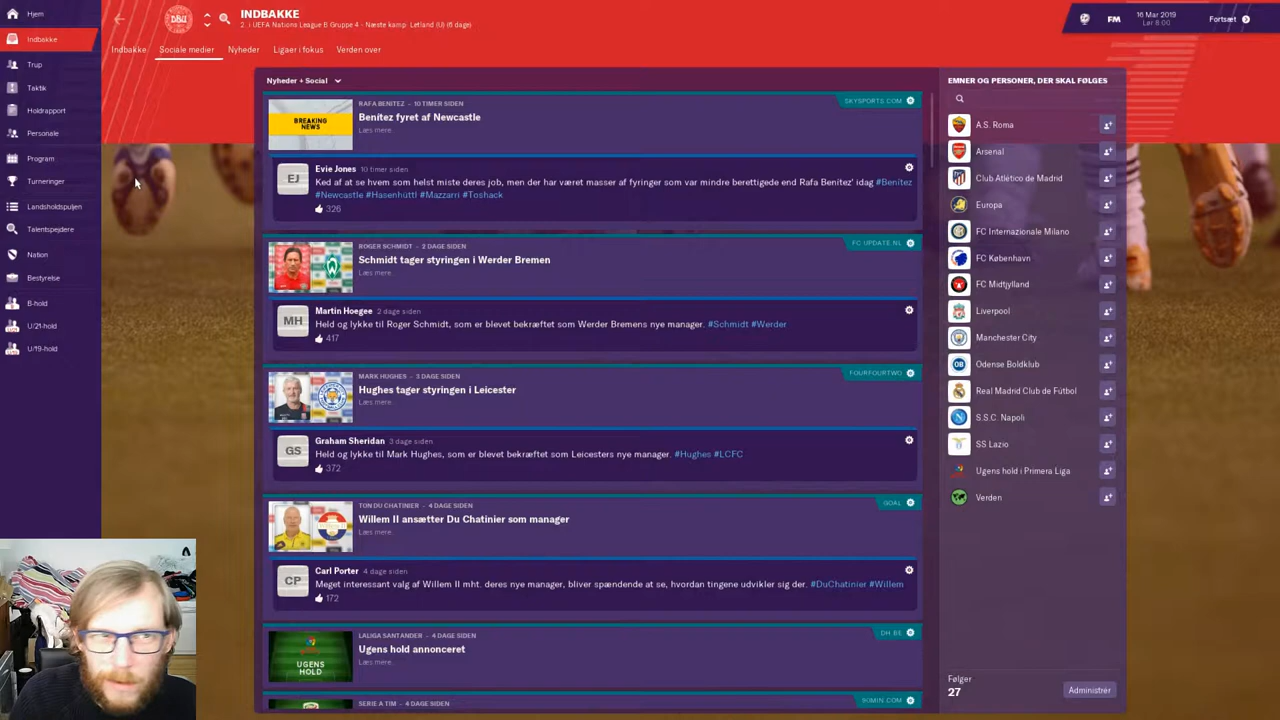 INDBAKKE
2. i UEFA Nations League B Gruppe 4 - Næste kamp: Letland (U) (6 dage)
16 Mar 2019
Lør 8:00
FM
Fortsæt
Hjem
Indbakke
Trup
Taktik
Holdrapport
Personale
Program
Turneringer
Landsholdspuljen
Talentspejdere
Nation
Bestyrelse
B-hold
U/21-hold
U/19-hold
Indbakke
Sociale medier
Nyheder
Ligaer i fokus
Verden over
Nyheder + Social
RAFA BENÍTEZ - 10 TIMER SIDEN
SKYSPORTS.COM
BREAKING
NEWS
Benítez fyret af Newcastle
Læs mere...
EJ
Evie Jones 10 timer siden
Ked af at se hvem som helst miste deres job, men der har været masser af fyringer som var mindre berettigede end Rafa Benítez' idag #Benítez
#Newcastle #Hasenhüttl #Mazzarri #Toshack
326
ROGER SCHMIDT - 2 DAGE SIDEN
FC UPDATE.NL
Schmidt tager styringen i Werder Bremen
Læs mere...
MH
Martin Hoegee 2 dage siden
Held og lykke til Roger Schmidt, som er blevet bekræftet som Werder Bremens nye manager. #Schmidt #Werder
417
MARK HUGHES - 3 DAGE SIDEN
FOURFOURTWO
Hughes tager styringen i Leicester
Læs mere...
GS
Graham Sheridan 3 dage siden
Held og lykke til Mark Hughes, som er blevet bekræftet som Leicesters nye manager. #Hughes #LCFC
372
TON DU CHATINIER - 4 DAGE SIDEN
GOAL
Willem II ansætter Du Chatinier som manager
Læs mere...
CP
Carl Porter 4 dage siden
Meget interessant valg af Willem II mht. deres nye manager, bliver spændende at se, hvordan tingene udvikler sig der. #DuChatinier #Willem
172
LALIGA SANTANDER - 4 DAGE SIDEN
DH.BE
UGENS
HOLD
Ugens hold annonceret
Læs mere...
SERIE A TIM - 4 DAGE SIDEN
90MIN.COM
EMNER OG PERSONER, DER SKAL FØLGES
A.S. Roma
Arsenal
Club Atlético de Madrid
Europa
FC Internazionale Milano
FC København
FC Midtjylland
Liverpool
Manchester City
Odense Boldklub
Real Madrid Club de Fútbol
S.S.C. Napoli
SS Lazio
Ugens hold i Primera Liga
Verden
Følger
27
Administrér